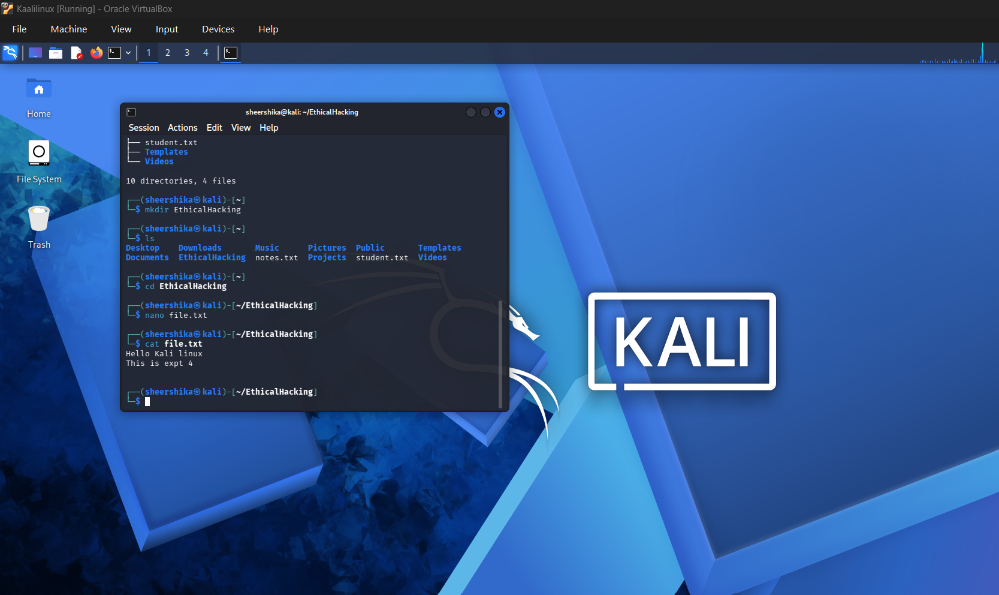 Kaalilinux [Running] - Oracle VirtualBox
File Machine View Input Devices Help
1 2 3 4
Home
File System
Trash
sheershika@kali: ~/EthicalHacking
Session Actions Edit View Help
├── student.txt
├── Templates
└── Videos
10 directories, 4 files
┌──(sheershika㉿kali)-[~]
└─$ mkdir EthicalHacking
┌──(sheershika㉿kali)-[~]
└─$ ls
Desktop Downloads Music Pictures Public Templates
Documents EthicalHacking notes.txt Projects student.txt Videos
┌──(sheershika㉿kali)-[~]
└─$ cd EthicalHacking
┌──(sheershika㉿kali)-[~/EthicalHacking]
└─$ nano file.txt
┌──(sheershika㉿kali)-[~/EthicalHacking]
└─$ cat file.txt
Hello Kali linux
This is expt 4
┌──(sheershika㉿kali)-[~/EthicalHacking]
└─$
KALI